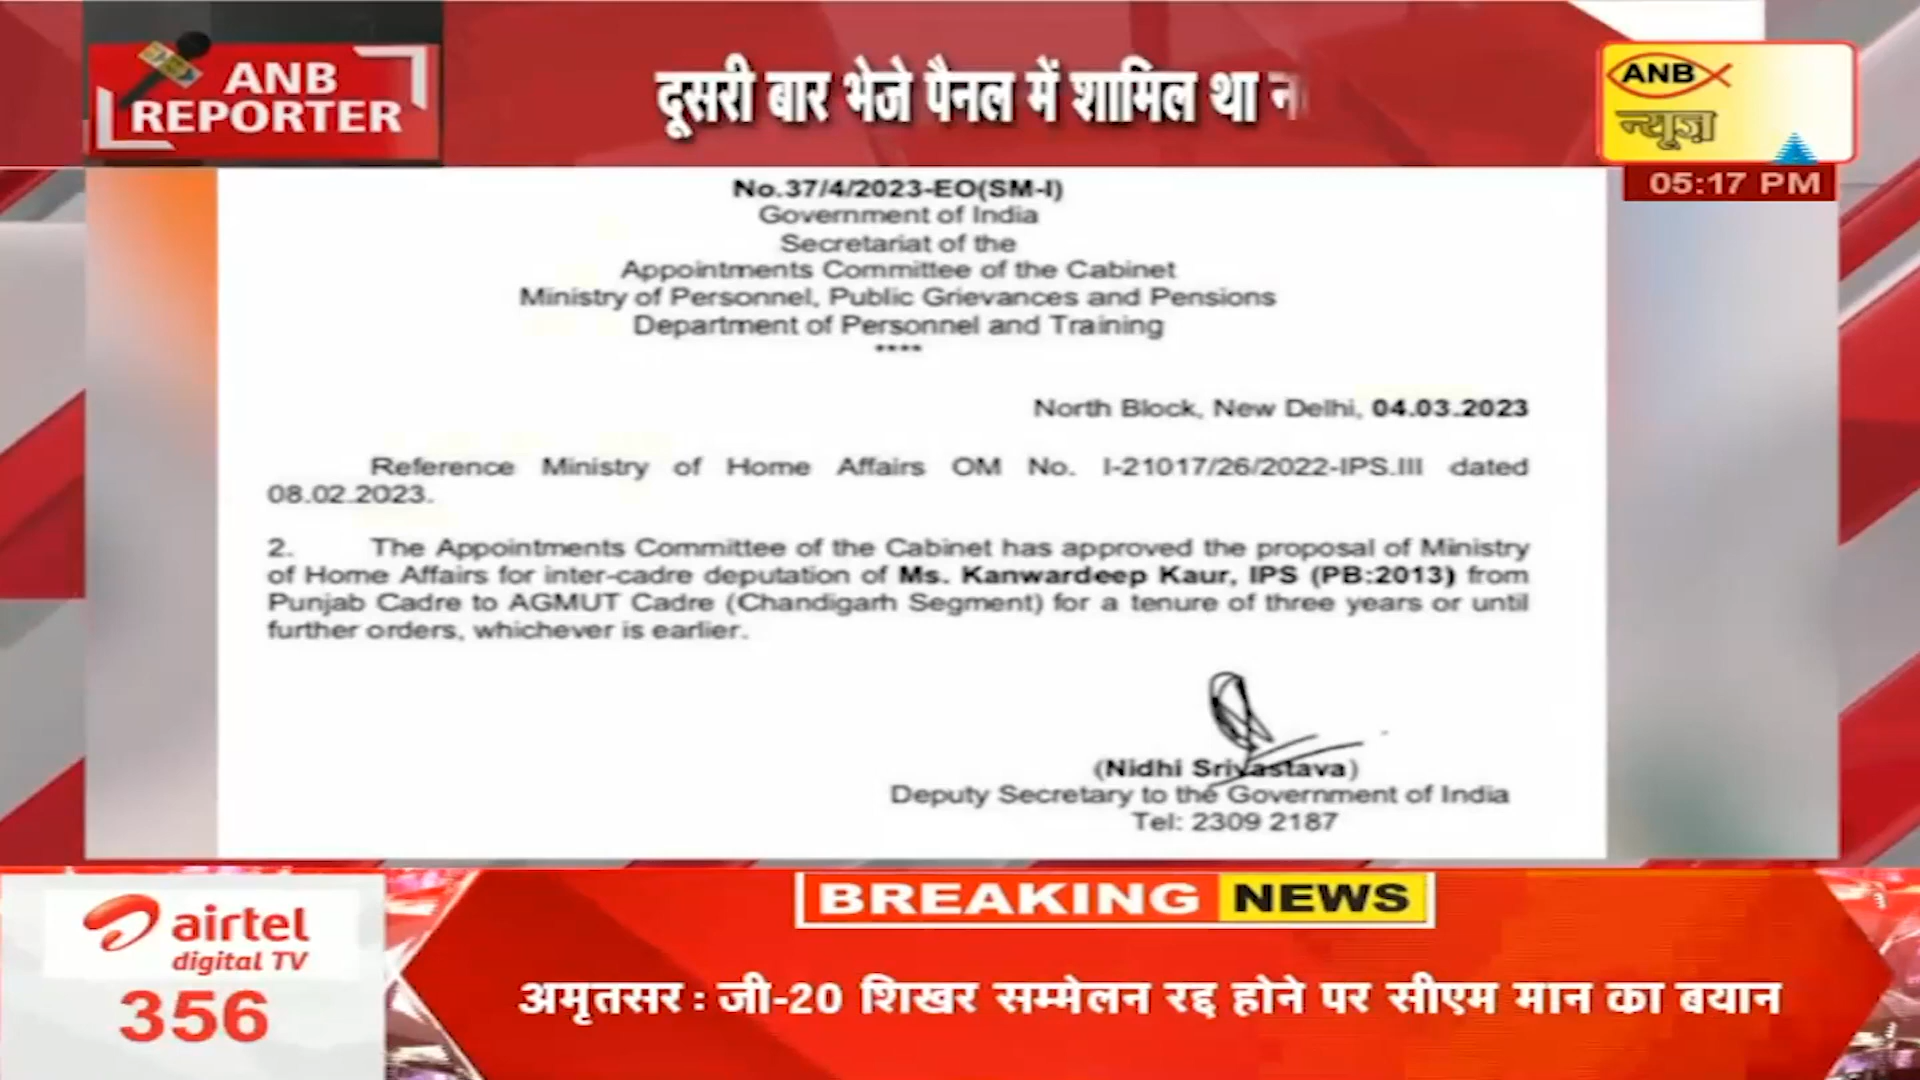 ANB
REPORTER
दूसरी बार भेजे पैनल में शामिल था
ANB
न्यूज़
05:17 PM
No.37/4/2023-EO(SM-I)
Government of India
Secretariat of the
Appointments Committee of the Cabinet
Ministry of Personnel, Public Grievances and Pensions
Department of Personnel and Training
****
North Block, New Delhi, 04.03.2023
Reference Ministry of Home Affairs OM No. I-21017/26/2022-IPS.III dated
08.02.2023.
2. The Appointments Committee of the Cabinet has approved the proposal of Ministry
of Home Affairs for inter-cadre deputation of Ms. Kanwardeep Kaur, IPS (PB:2013) from
Punjab Cadre to AGMUT Cadre (Chandigarh Segment) for a tenure of three years or until
further orders, whichever is earlier.
(Nidhi Srivastava)
Deputy Secretary to the Government of India
Tel: 2309 2187
airtel
digital TV
356
BREAKING NEWS
अमृतसर : जी-20 शिखर सम्मेलन रद्द होने पर सीएम मान का बयान